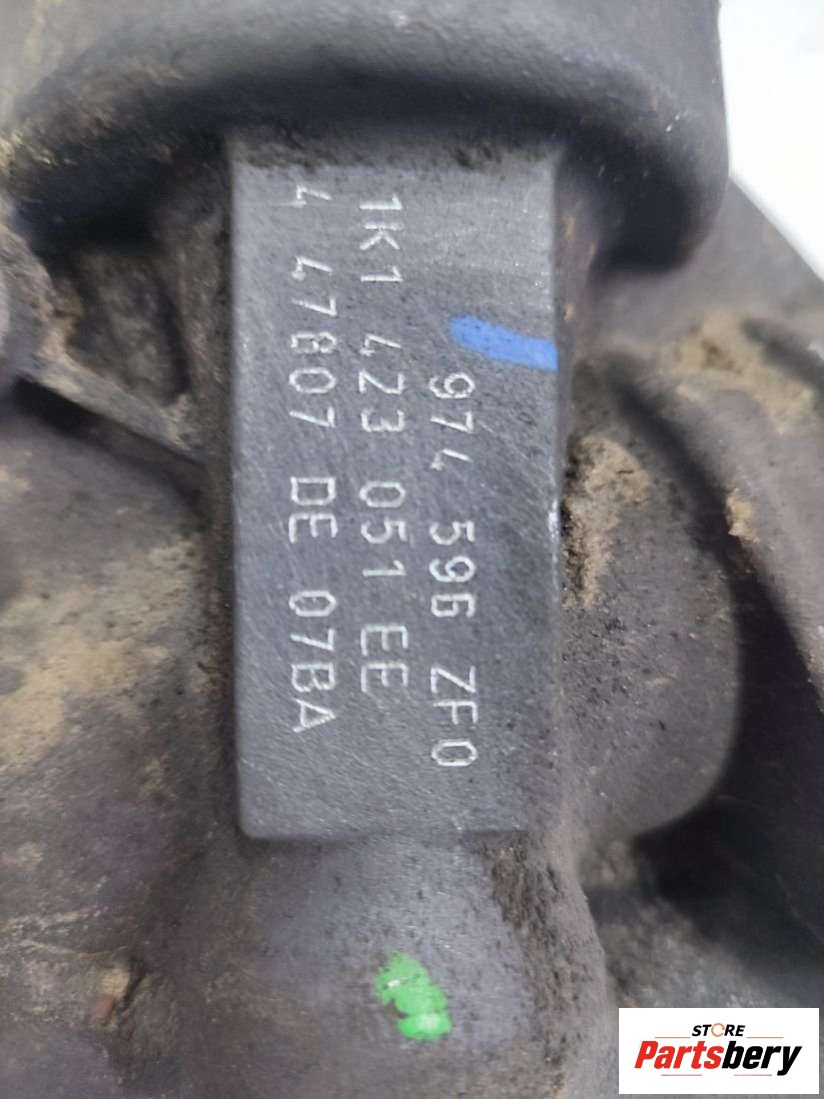 974 596 ZF0
1K1 423 051 EE
4 47807 DE 07BA
STORE
Partsbery